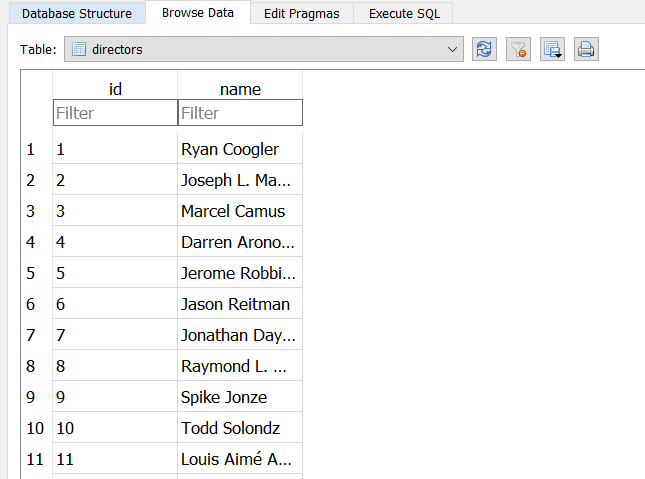 Database Structure Browse Data Edit Pragmas Execute SQL
Table: directors
id name
Filter Filter
1 1 Ryan Coogler
2 2 Joseph L. Ma...
3 3 Marcel Camus
4 4 Darren Arono...
5 5 Jerome Robbi...
6 6 Jason Reitman
7 7 Jonathan Day...
8 8 Raymond L. ...
9 9 Spike Jonze
10 10 Todd Solondz
11 11 Louis Aimé A...